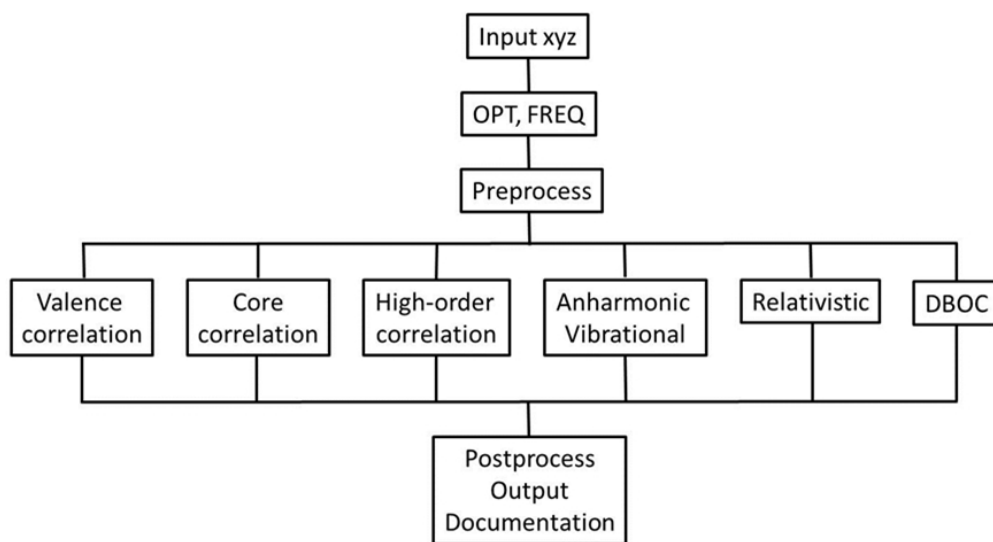 Input xyz
OPT, FREQ
Preprocess
Valence
correlation
Core
correlation
High-order
correlation
Anharmonic
Vibrational
Relativistic
DBOC
Postprocess
Output
Documentation